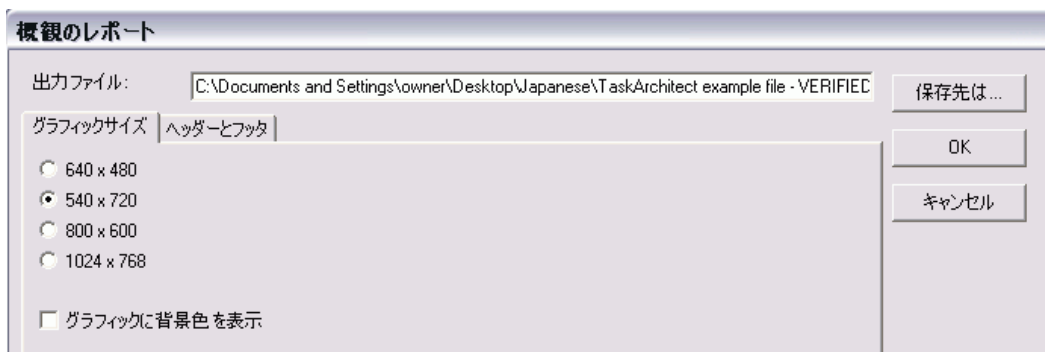 概観のレポート
出力ファイル:
C:\Documents and Settings\owner\Desktop\Japanese\TaskArchitect example file - VERIFIED
保存先は...
グラフィックサイズ
ヘッダーとフッタ
OK
640 x 480
540 x 720
キャンセル
800 x 600
1024 x 768
グラフィックに背景色を表示